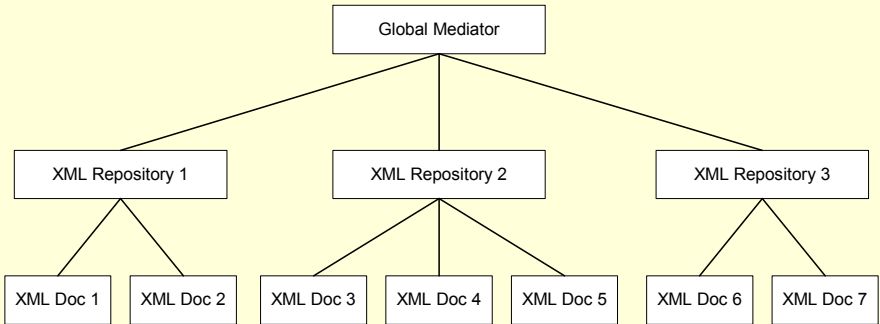 Global Mediator
XML Repository 1
XML Repository 2
XML Repository 3
XML Doc 1
XML Doc 2
XML Doc 3
XML Doc 4
XML Doc 5
XML Doc 6
XML Doc 7